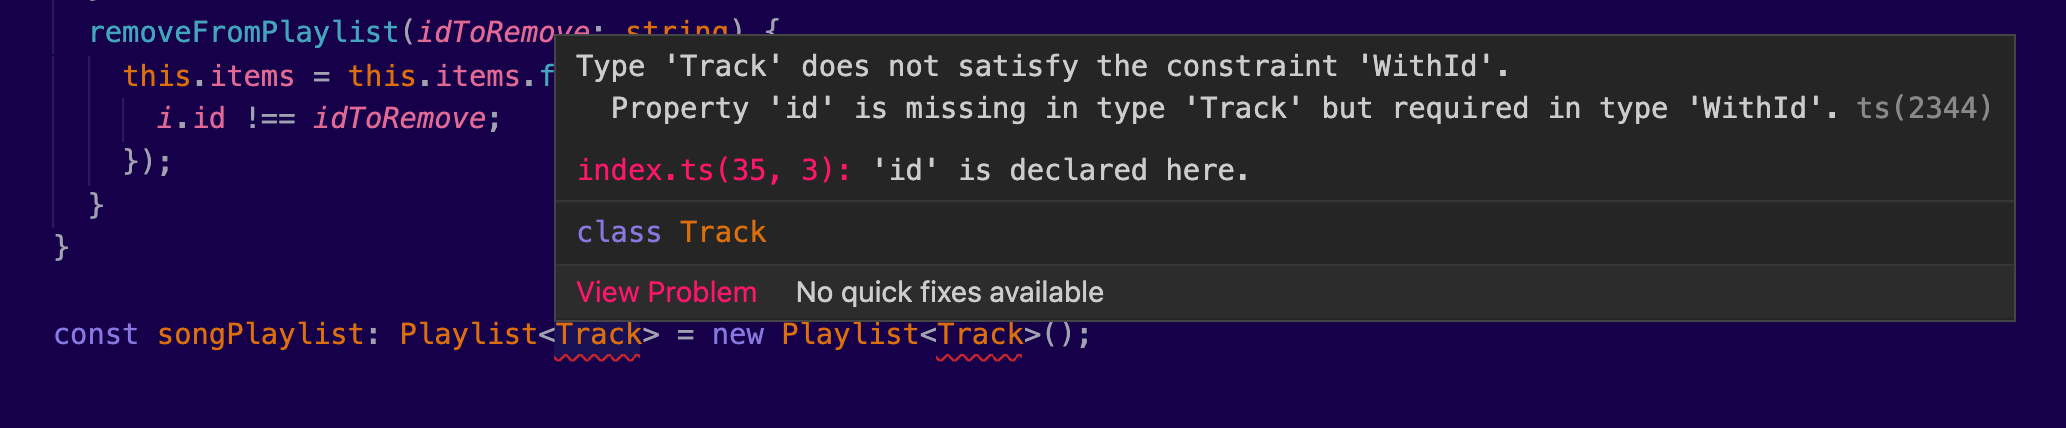 removeFromPlaylist(idToRemove: string) {
this.items = this.items.f
i.id !== idToRemove;
});
}
}
Type 'Track' does not satisfy the constraint 'WithId'.
Property 'id' is missing in type 'Track' but required in type 'WithId'. ts(2344)
index.ts(35, 3): 'id' is declared here.
class Track
View Problem No quick fixes available
const songPlaylist: Playlist<Track> = new Playlist<Track>();